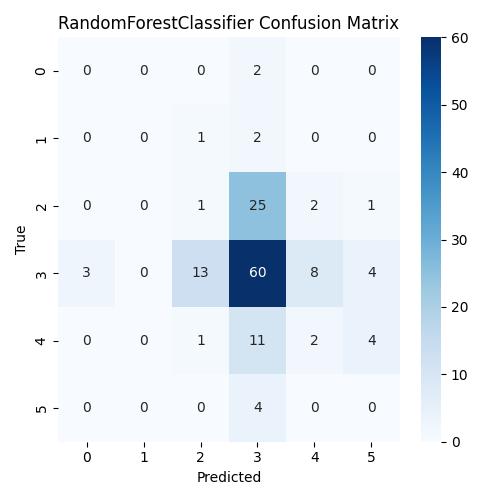 RandomForestClassifier Confusion Matrix
True
0 0 0 0 2 0 0
1 0 0 1 2 0 0
2 0 0 1 25 2 1
3 3 0 13 60 8 4
4 0 0 1 11 2 4
5 0 0 0 4 0 0
0 1 2 3 4 5
Predicted
60
50
40
30
20
10
0